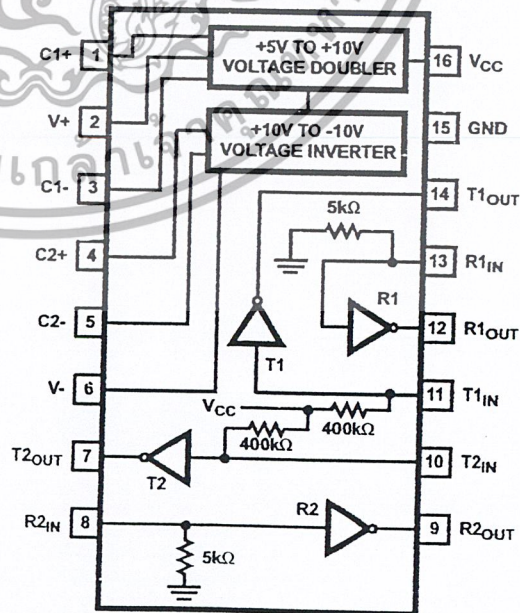 C1+ 1
V+ 2
C1- 3
C2+ 4
C2- 5
V- 6
T2OUT 7
R2IN 8
+5V TO +10V
VOLTAGE DOUBLER
+10V TO -10V
VOLTAGE INVERTER
16 VCC
15 GND
14 T1OUT
13 R1IN
12 R1OUT
11 T1IN
10 T2IN
9 R2OUT
5kΩ
R1
T1
VCC
400kΩ
400kΩ
T2
R2
5kΩ